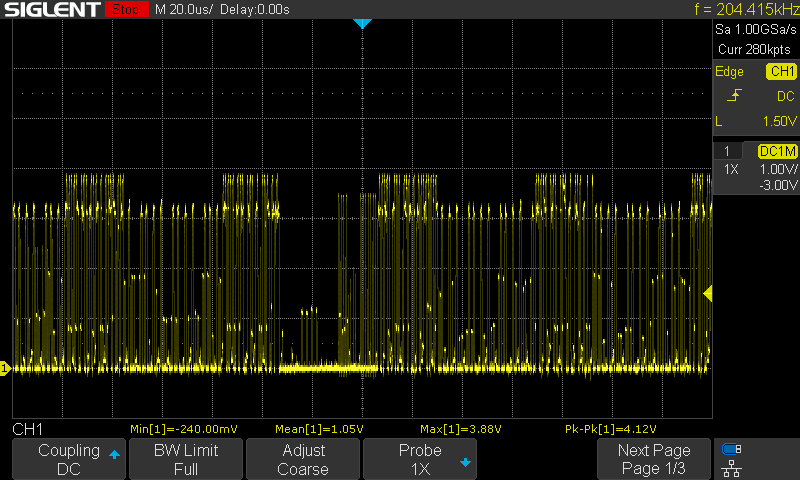 SIGLENT Stop M 20.0us/ Delay:0.00s f = 204.415kHz
Sa 1.00GSa/s
Curr 280kpts
Edge CH1
DC
L 1.50V
1 DC1M
1X 1.00V/
-3.00V
1
CH1 Min[1]=-240.00mV Mean[1]=1.05V Max[1]=3.88V Pk-Pk[1]=4.12V
Coupling BW Limit Adjust Probe Next Page
DC Full Coarse 1X Page 1/3